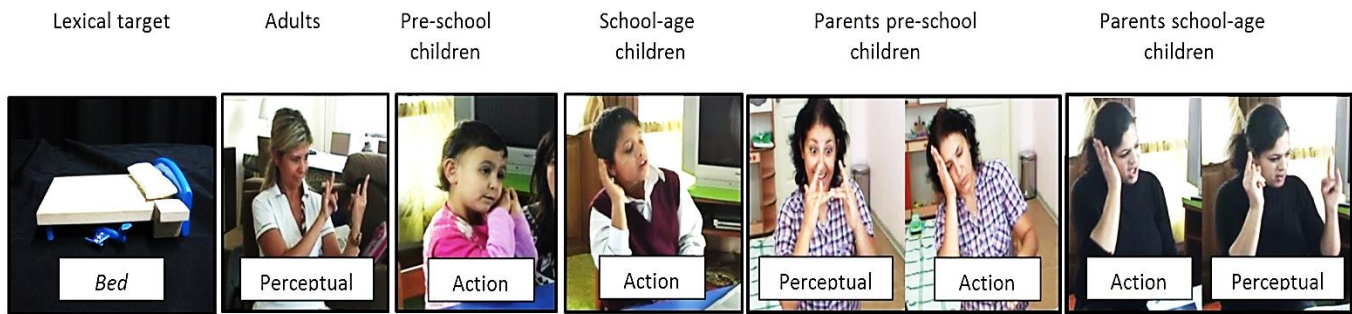 Lexical target
Adults
Pre-school
children
School-age
children
Parents pre-school
children
Parents school-age
children
Bed
Perceptual
Action
Action
Perceptual
Action
Action
Perceptual